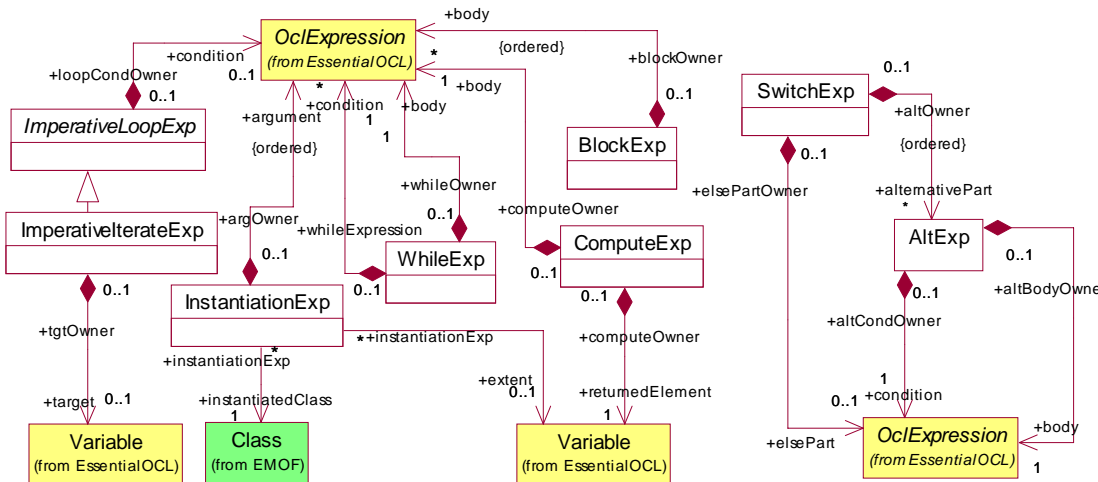 +body
OclExpression
(from EssentialOCL)
+condition
0..1
{ordered}
*
+blockOwner
1
+body
+loopCondOwner
0..1
ImperativeLoopExp
*
+argument
{ordered}
+condition
1
+body
1
0..1
BlockExp
SwitchExp
0..1
+altOwner
{ordered}
0..1
+elsePartOwner
+alternativePart
*
ImperativeIterateExp
0..1
+argOwner
0..1
+whileOwner
0..1
+whileExpression
WhileExp
0..1
+computeOwner
ComputeExp
0..1
0..1
AltExp
0..1
0..1
+altBodyOwne
InstantiationExp
+tgtOwner
*
+instantiationExp
*
+instantiationExp
+computeOwner
+altCondOwner
+target
0..1
+instantiatedClass
1
+extent
0..1
+returnedElement
1
1
+condition
0..1
+elsePart
+body
1
Variable
(from EssentialOCL)
Class
(from EMOF)
Variable
(from EssentialOCL)
OclExpression
(from EssentialOCL)